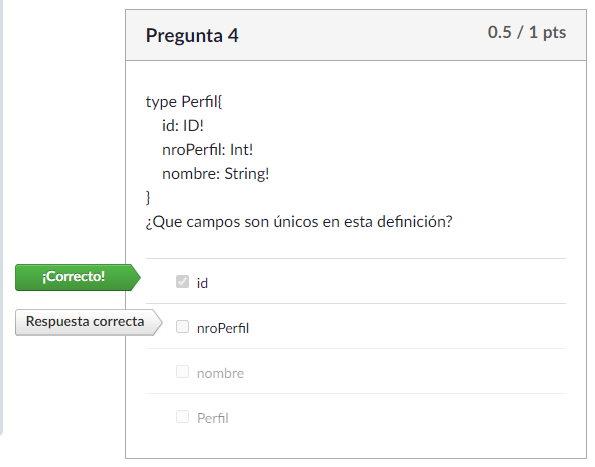 Pregunta 4
0.5 / 1 pts
type Perfil{
id: ID!
nroPerfil: Int!
nombre: String!
}
¿Que campos son únicos en esta definición?
¡Correcto!
id
Respuesta correcta
nroPerfil
nombre
Perfil